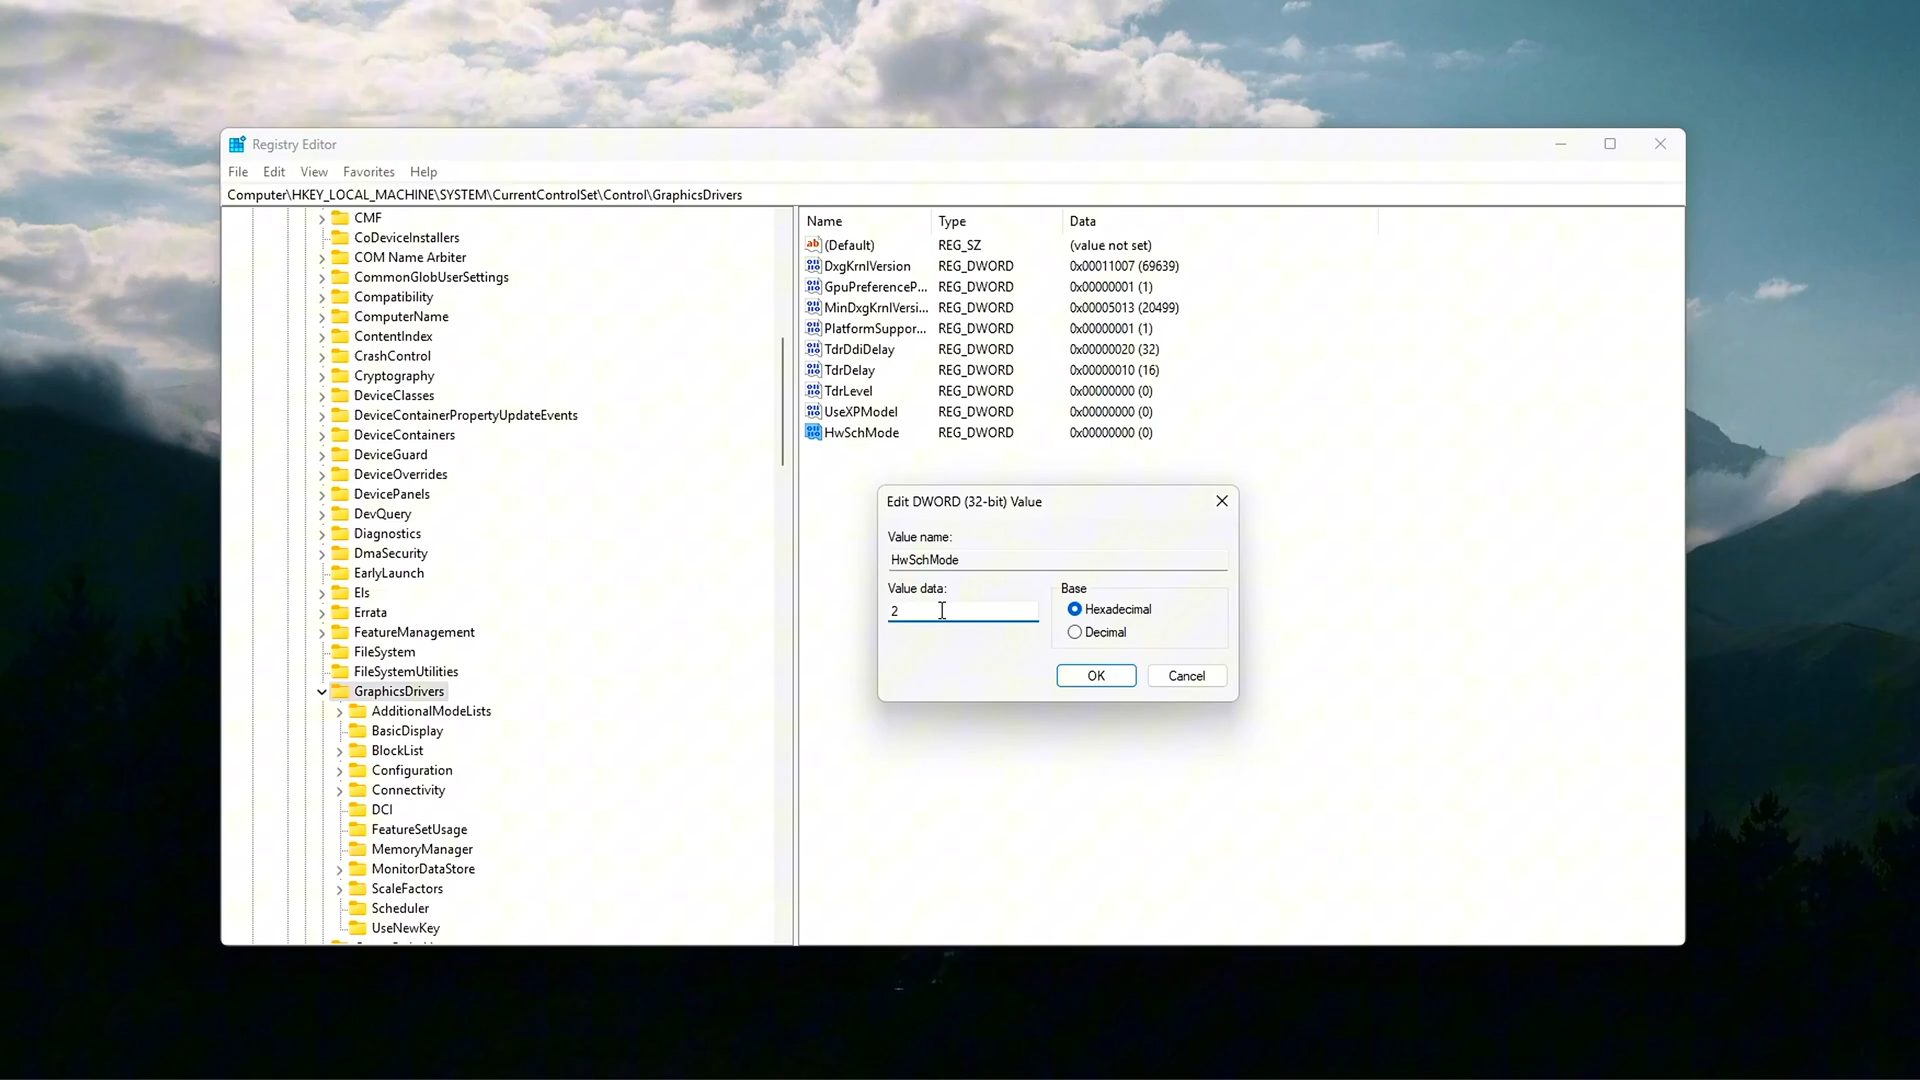 Registry Editor
File Edit View Favorites Help
Computer\HKEY_LOCAL_MACHINE\SYSTEM\CurrentControlSet\Control\GraphicsDrivers
CMF
CoDeviceInstallers
COM Name Arbiter
CommonGlobUserSettings
Compatibility
ComputerName
ContentIndex
CrashControl
Cryptography
DeviceClasses
DeviceContainerPropertyUpdateEvents
DeviceContainers
DeviceGuard
DeviceOverrides
DevicePanels
DevQuery
Diagnostics
DmaSecurity
EarlyLaunch
Els
Errata
FeatureManagement
FileSystem
FileSystemUtilities
GraphicsDrivers
AdditionalModeLists
BasicDisplay
BlockList
Configuration
Connectivity
DCI
FeatureSetUsage
MemoryManager
MonitorDataStore
ScaleFactors
Scheduler
UseNewKey
Name Type Data
(Default) REG_SZ (value not set)
DxgKrnlVersion REG_DWORD 0x00011007 (69639)
GpuPreferenceP... REG_DWORD 0x00000001 (1)
MinDxgKrnlVersi... REG_DWORD 0x00005013 (20499)
PlatformSuppor... REG_DWORD 0x00000001 (1)
TdrDdiDelay REG_DWORD 0x00000020 (32)
TdrDelay REG_DWORD 0x00000010 (16)
TdrLevel REG_DWORD 0x00000000 (0)
UseXPModel REG_DWORD 0x00000000 (0)
HwSchMode REG_DWORD 0x00000000 (0)
Edit DWORD (32-bit) Value
Value name:
HwSchMode
Value data:
2
Base
Hexadecimal
Decimal
OK Cancel